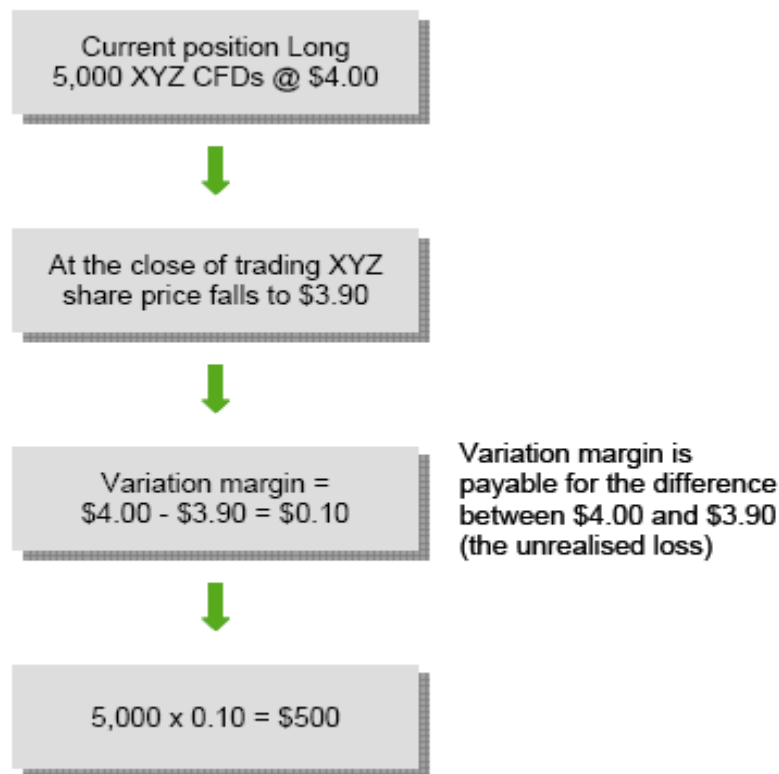 Current position Long
5,000 XYZ CFDs @ $4.00
At the close of trading XYZ
share price falls to $3.90
Variation margin =
$4.00 - $3.90 = $0.10
Variation margin is
payable for the difference
between $4.00 and $3.90
(the unrealised loss)
5,000 x 0.10 = $500